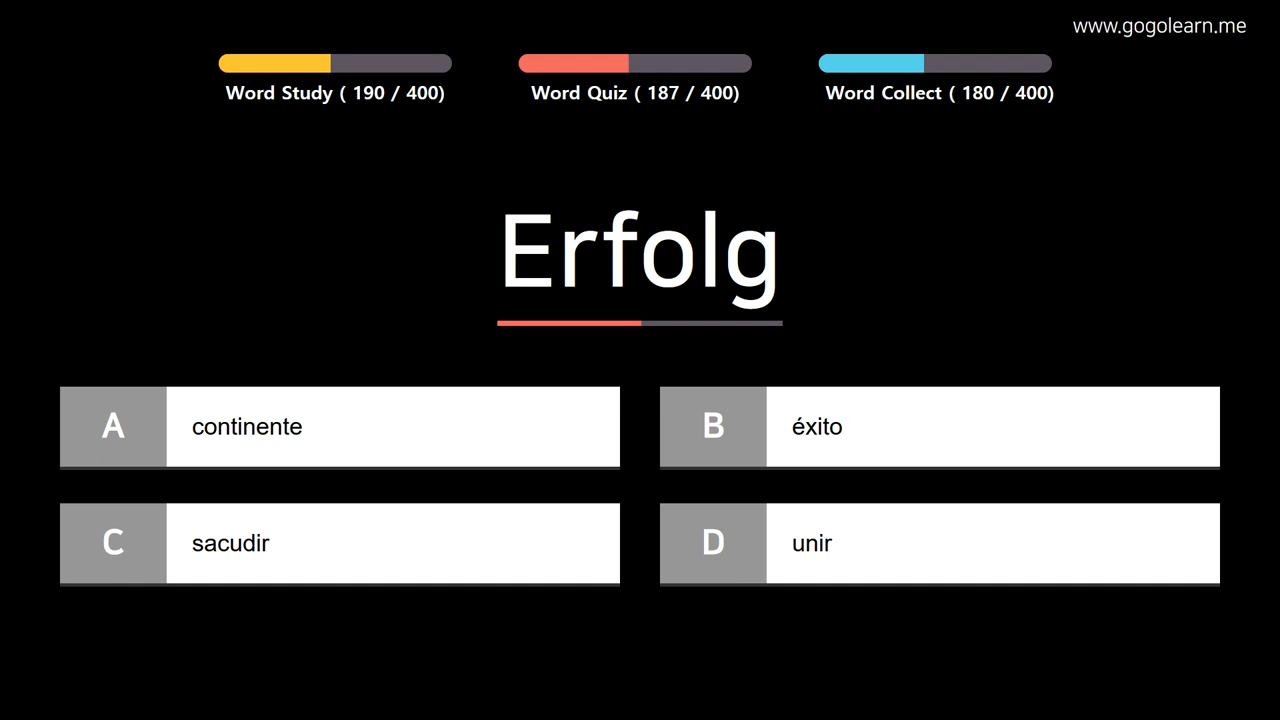 www.gogolearn.me
Word Study ( 190 / 400)
Word Quiz ( 187 / 400)
Word Collect ( 180 / 400)
Erfolg
A
continente
B
éxito
C
sacudir
D
unir